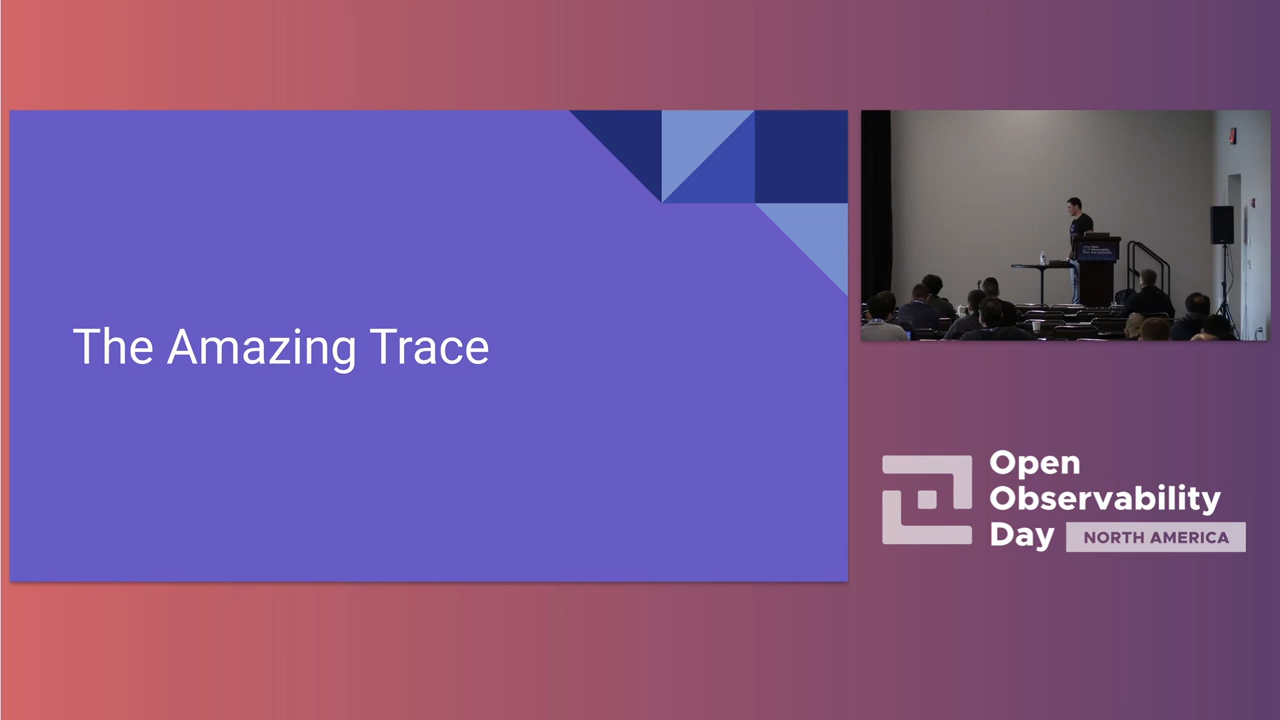 The Amazing Trace
Open
Observability
Day
NORTH AMERICA